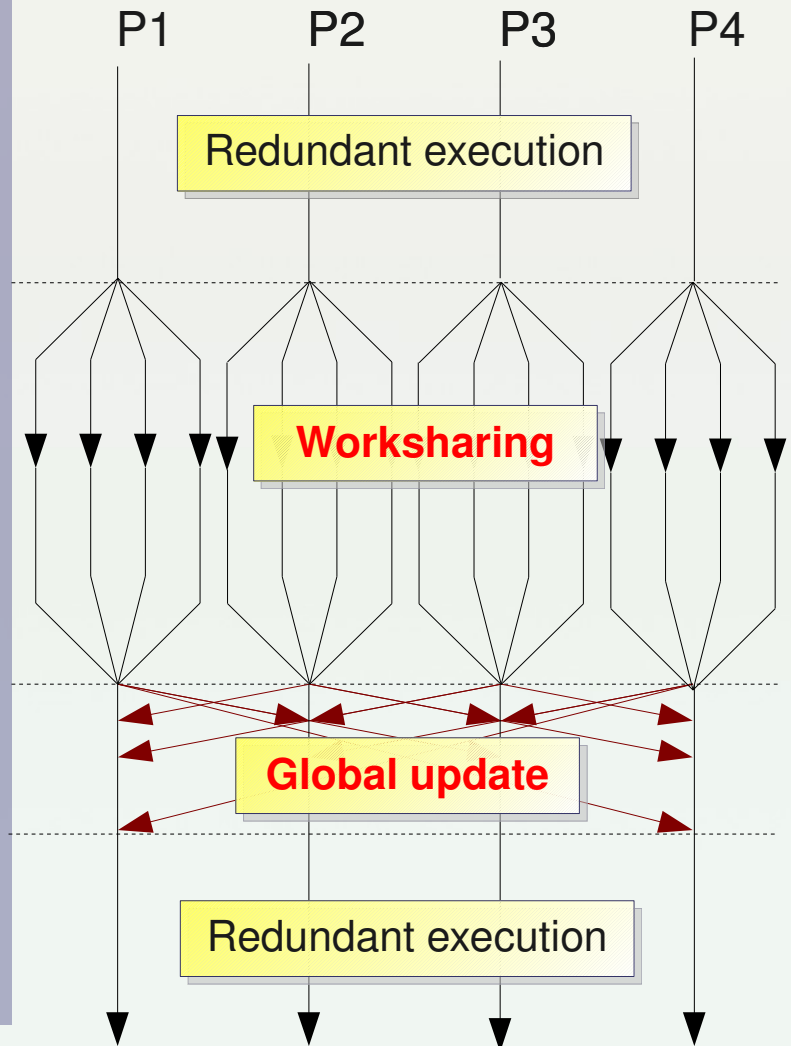 P1 P2 P3 P4
Redundant execution
Worksharing
Global update
Redundant execution